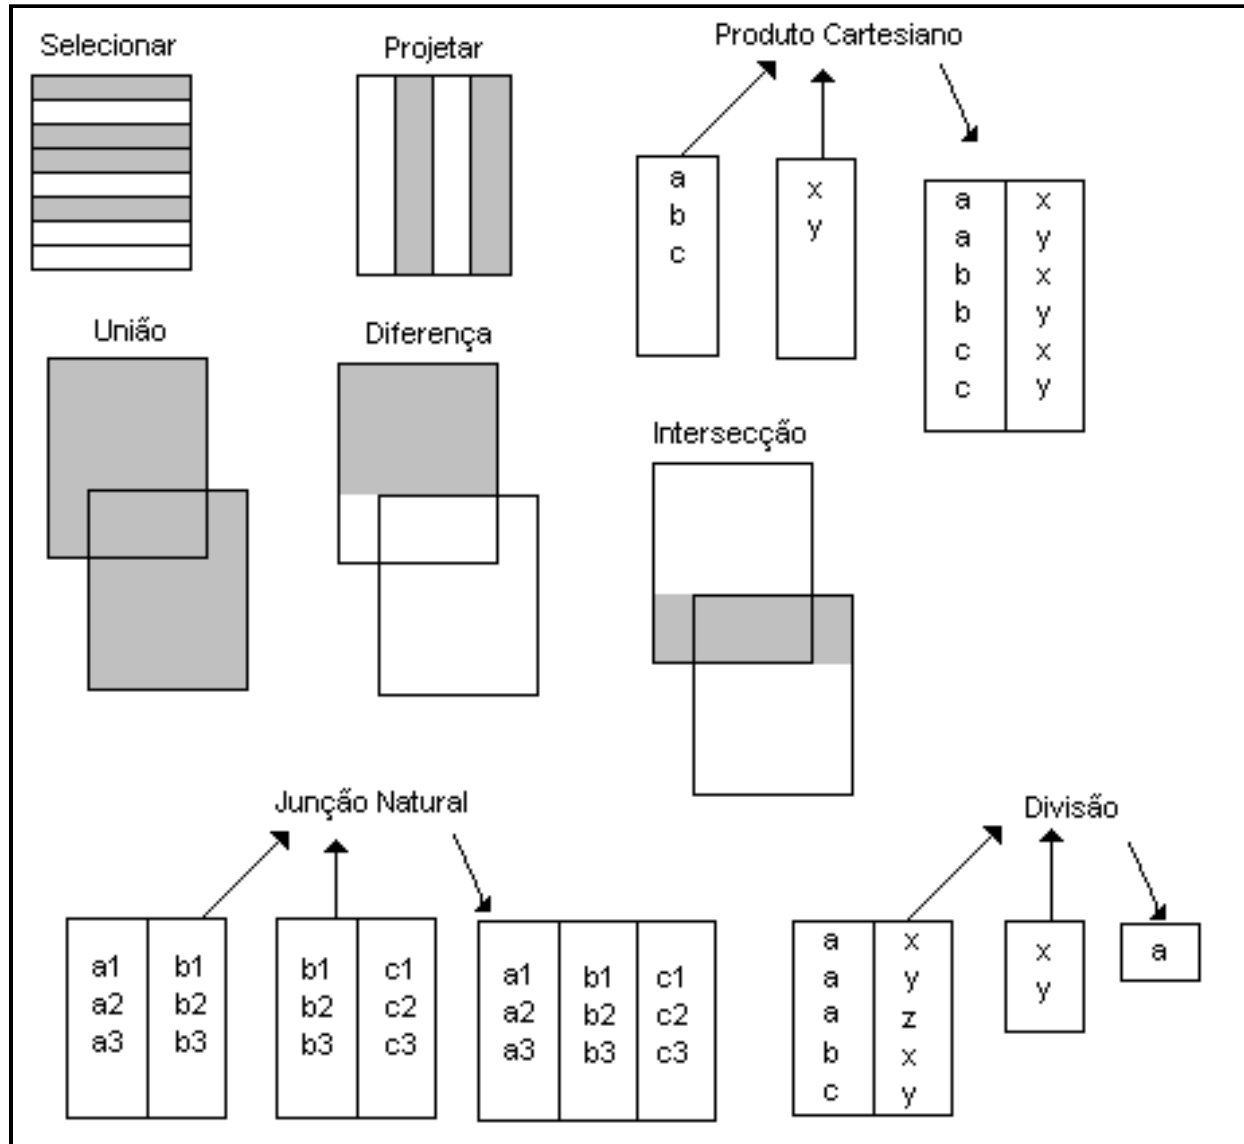 Selecionar
Projetar
Produto Cartesiano
a
b
c
x
y
a x
a y
b x
b y
c x
c y
União
Diferença
Intersecção
Junção Natural
a1 b1
a2 b2
a3 b3
b1 c1
b2 c2
b3 c3
a1 b1 c1
a2 b2 c2
a3 b3 c3
Divisão
a x
a y
a z
b x
c y
x
y
a